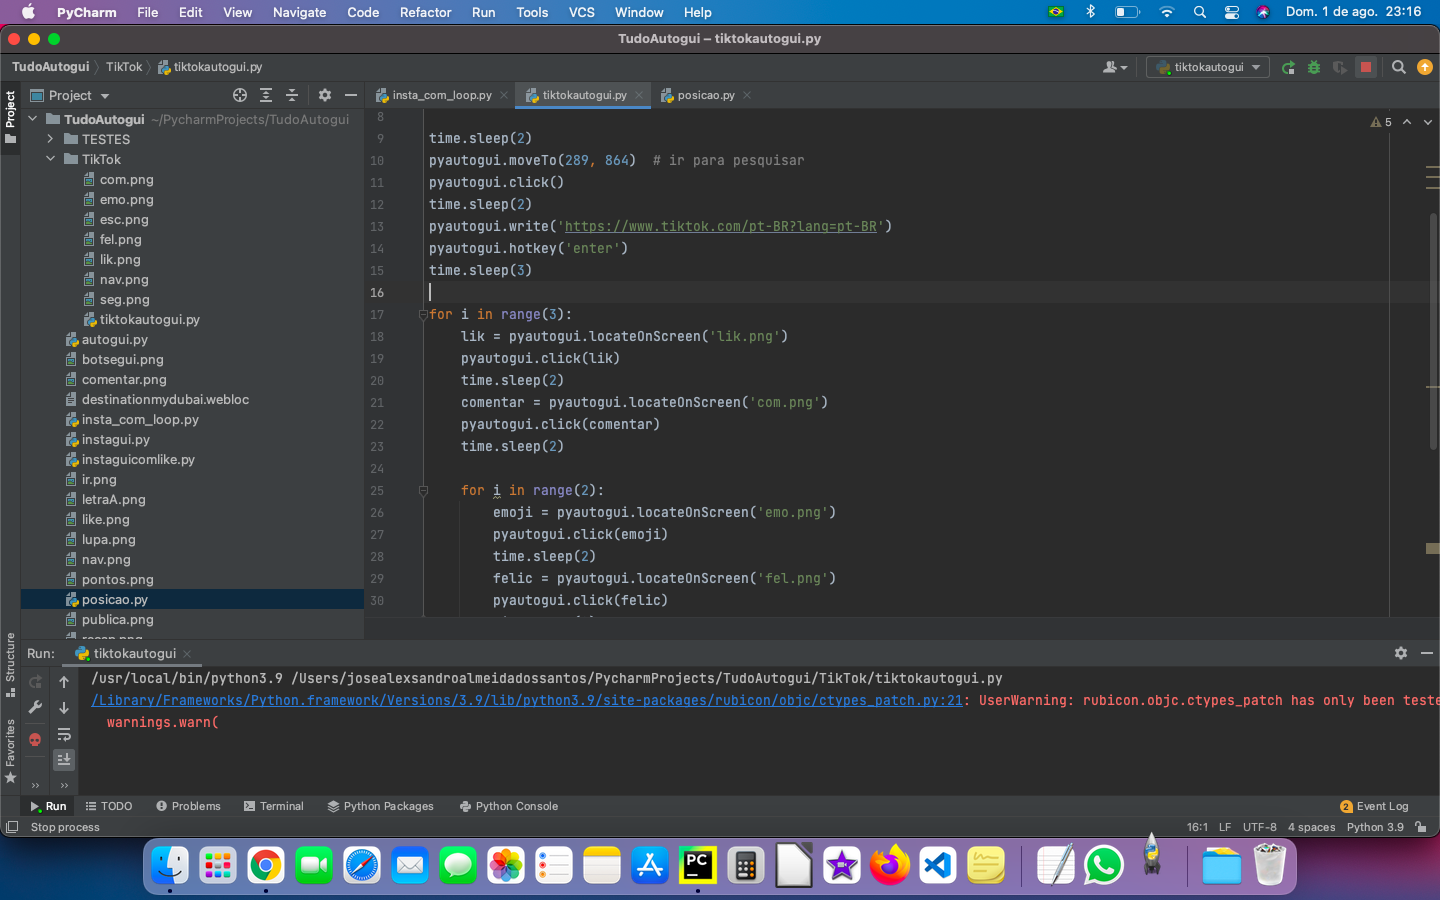 PyCharm File Edit View Navigate Code Refactor Run Tools VCS Window Help Dom. 1 de ago. 23:16
TudoAutogui – tiktokautogui.py
TudoAutogui TikTok tiktokautogui.py tiktokautogui
Project
Project
insta_com_loop.py tiktokautogui.py posicao.py
TudoAutogui ~/PycharmProjects/TudoAutogui
TESTES
TikTok
com.png
emo.png
esc.png
fel.png
lik.png
nav.png
seg.png
tiktokautogui.py
autogui.py
botsegui.png
comentar.png
destinationmydubai.webloc
insta_com_loop.py
instagui.py
instaguicomlike.py
ir.png
letraA.png
like.png
lupa.png
nav.png
pontos.png
posicao.py
publica.png
5
8
9 time.sleep(2)
10 pyautogui.moveTo(289, 864) # ir para pesquisar
11 pyautogui.click()
12 time.sleep(2)
13 pyautogui.write('https://www.tiktok.com/pt-BR?lang=pt-BR')
14 pyautogui.hotkey('enter')
15 time.sleep(3)
16
17 for i in range(3):
18 lik = pyautogui.locateOnScreen('lik.png')
19 pyautogui.click(lik)
20 time.sleep(2)
21 comentar = pyautogui.locateOnScreen('com.png')
22 pyautogui.click(comentar)
23 time.sleep(2)
24
25 for i in range(2):
26 emoji = pyautogui.locateOnScreen('emo.png')
27 pyautogui.click(emoji)
28 time.sleep(2)
29 felic = pyautogui.locateOnScreen('fel.png')
30 pyautogui.click(felic)
Structure
Favorites
Run: tiktokautogui
/usr/local/bin/python3.9 /Users/josealexsandroalmeidadossantos/PycharmProjects/TudoAutogui/TikTok/tiktokautogui.py
/Library/Frameworks/Python.framework/Versions/3.9/lib/python3.9/site-packages/rubicon/objc/ctypes_patch.py:21: UserWarning: rubicon.objc.ctypes_patch has only been teste
warnings.warn(
Run TODO Problems Terminal Python Packages Python Console 2 Event Log
Stop process 16:1 LF UTF-8 4 spaces Python 3.9
PC